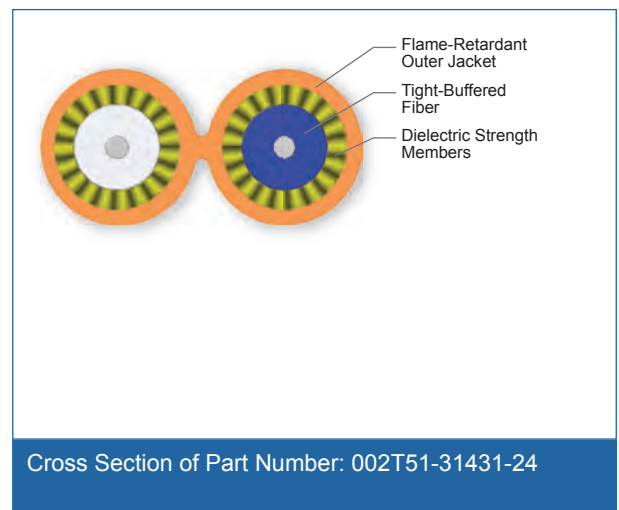 Flame-Retardant
Outer Jacket
Tight-Buffered
Fiber
Dielectric Strength
Members
Cross Section of Part Number: 002T51-31431-24